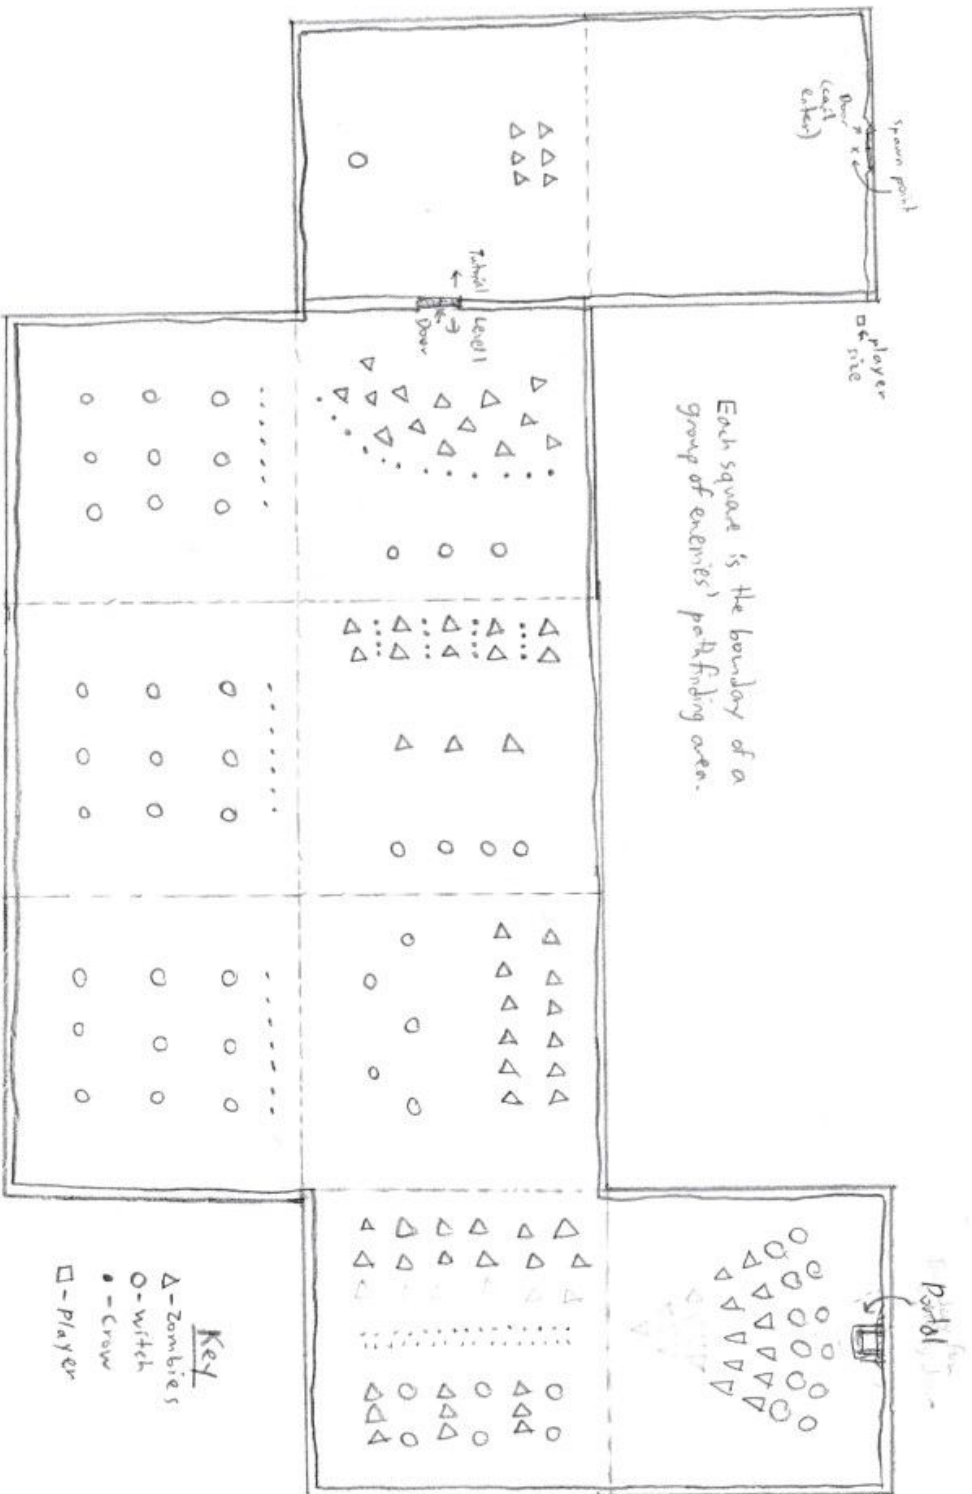 spawn point
Door
(can't
enter)
Tutorial
Level 1
Door
player
size
Each square is the boundary of a
group of enemies' pathfinding area.
Portal
Key
△ - Zombies
○ - witch
• - Crow
□ - Player